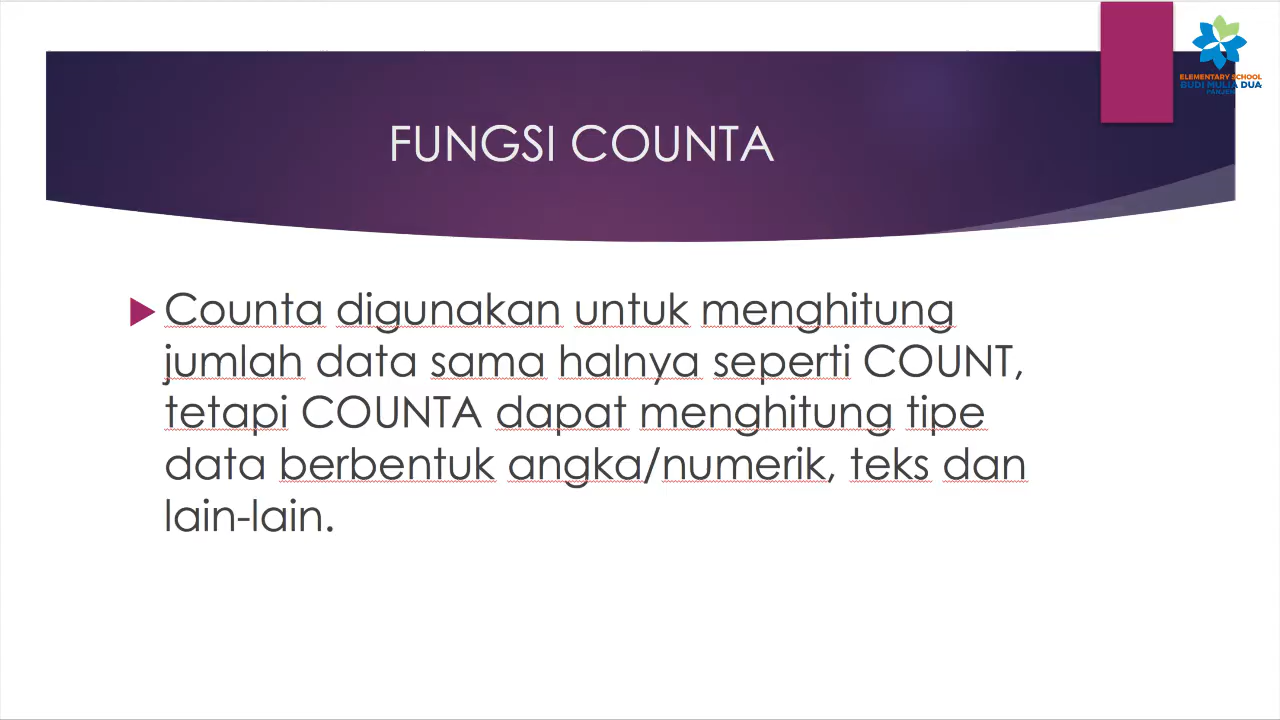 ELEMENTARY SCHOOL
BUDI MULIA DUA
PANJEN
FUNGSI COUNTA
Counta digunakan untuk menghitung
jumlah data sama halnya seperti COUNT,
tetapi COUNTA dapat menghitung tipe
data berbentuk angka/numerik, teks dan
lain-lain.